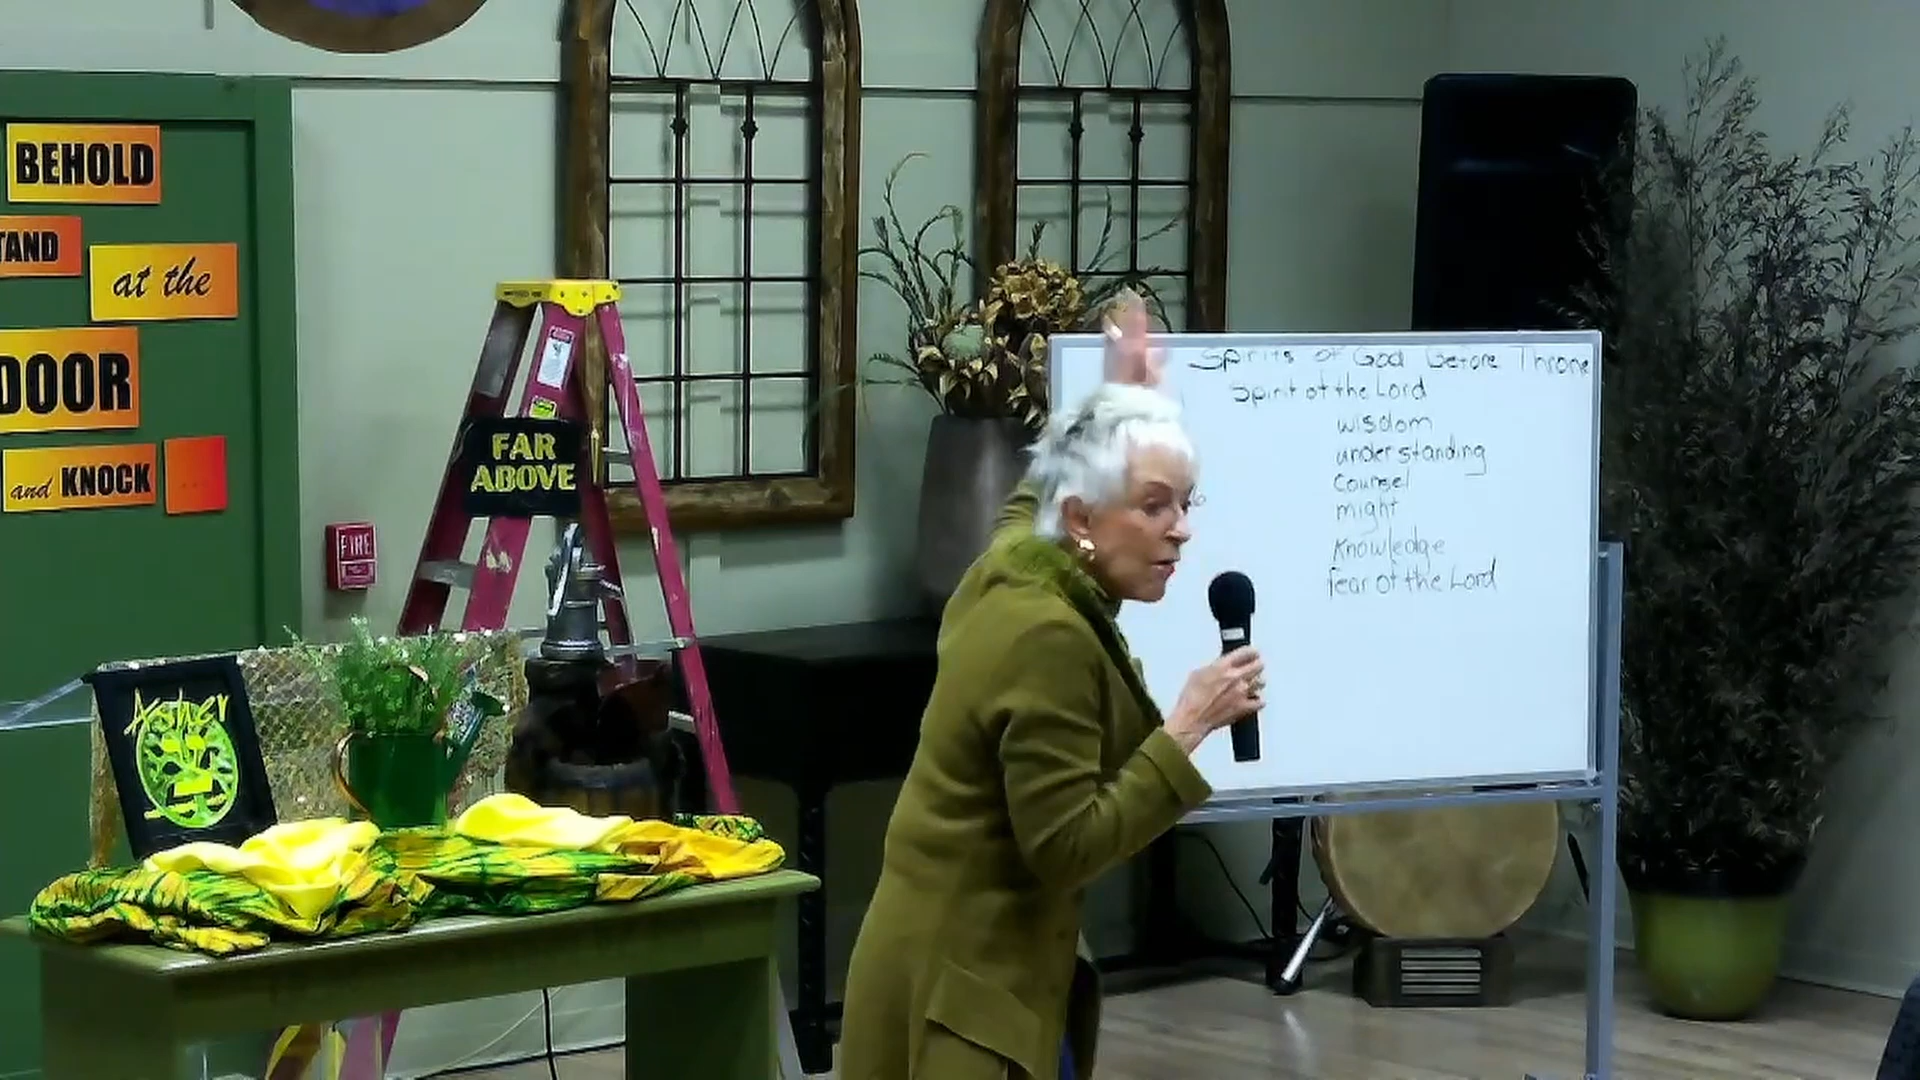 BEHOLD
TAND
at the
DOOR
and KNOCK
FAR
ABOVE
FIRE
Asher
Spirits of God before Throne
Spirit of the Lord
wisdom
understanding
Counsel
might
Knowledge
fear of the Lord